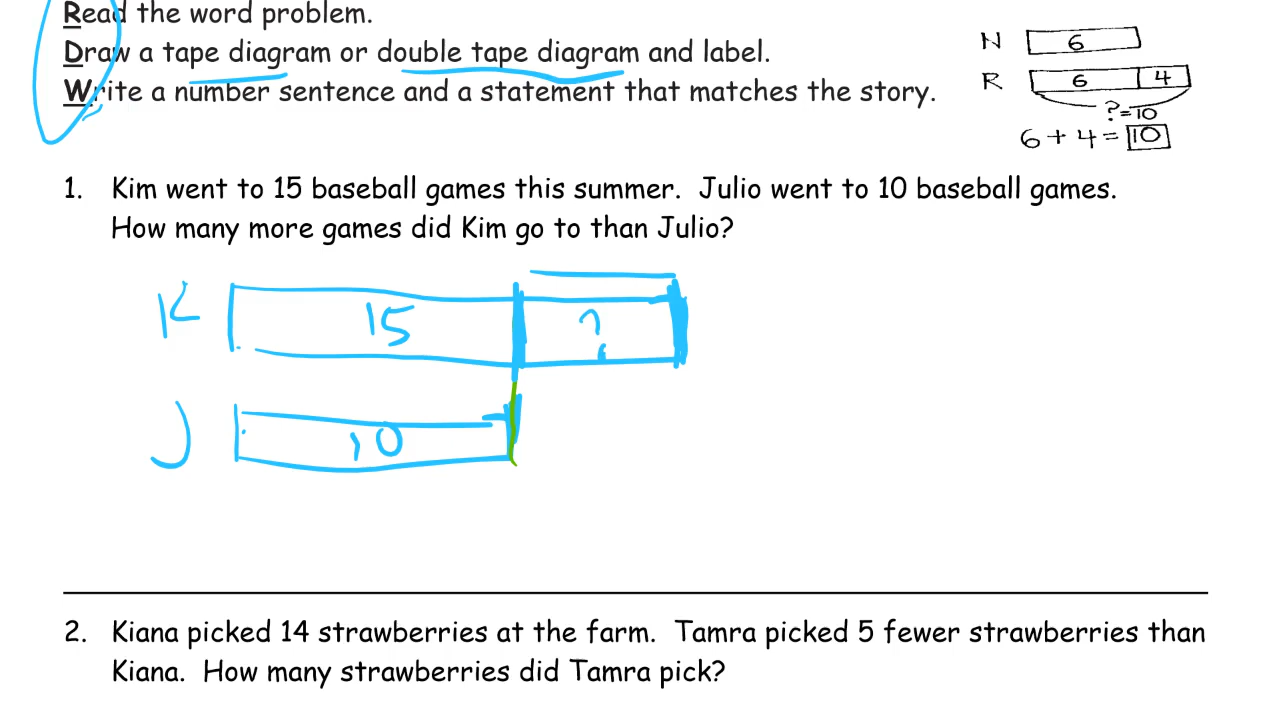 Read the word problem.
Draw a tape diagram or double tape diagram and label.
Write a number sentence and a statement that matches the story.
N 6
R 6 4
?=10
6 + 4 = 10
1. Kim went to 15 baseball games this summer. Julio went to 10 baseball games.
How many more games did Kim go to than Julio?
K 15 ?
J 10
2. Kiana picked 14 strawberries at the farm. Tamra picked 5 fewer strawberries than
Kiana. How many strawberries did Tamra pick?